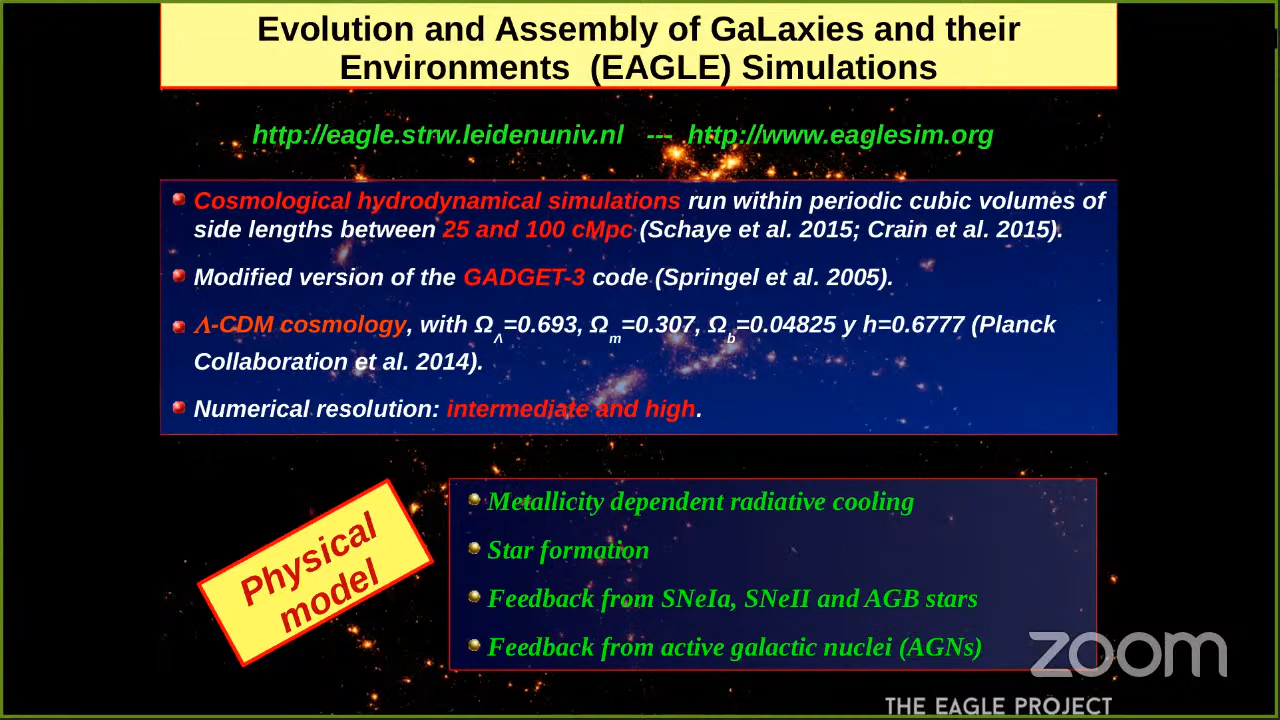 Evolution and Assembly of GaLaxies and their
Environments (EAGLE) Simulations
http://eagle.strw.leidenuniv.nl --- http://www.eaglesim.org
Cosmological hydrodynamical simulations run within periodic cubic volumes of
side lengths between 25 and 100 cMpc (Schaye et al. 2015; Crain et al. 2015).
Modified version of the GADGET-3 code (Springel et al. 2005).
Λ-CDM cosmology, with ΩΛ=0.693, Ωm=0.307, Ωb=0.04825 y h=0.6777 (Planck
Collaboration et al. 2014).
Numerical resolution: intermediate and high.
Physical
model
Metallicity dependent radiative cooling
Star formation
Feedback from SNeIa, SNeII and AGB stars
Feedback from active galactic nuclei (AGNs)
zoom
THE EAGLE PROJECT